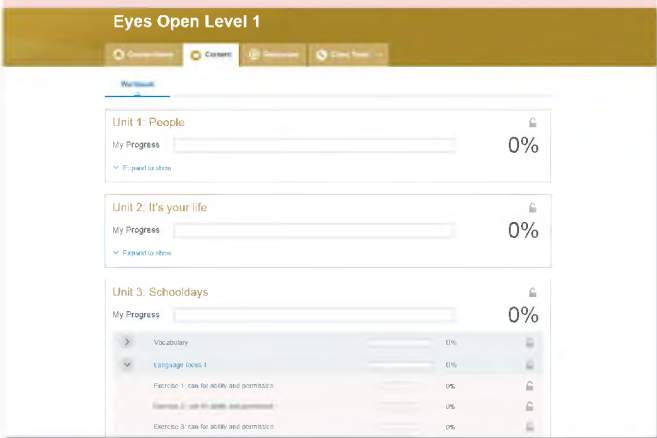 Eyes Open Level 1
Content
Workbook
Unit 1: People
My Progress
0%
Expand to show
Unit 2: It's your life
My Progress
0%
Expand to show
Unit 3: Schooldays
My Progress
0%
Vocabulary 0%
Language focus 1 0%
Exercise 1: can for ability and permission 0%
0%
Exercise 3: can for ability and permission 0%